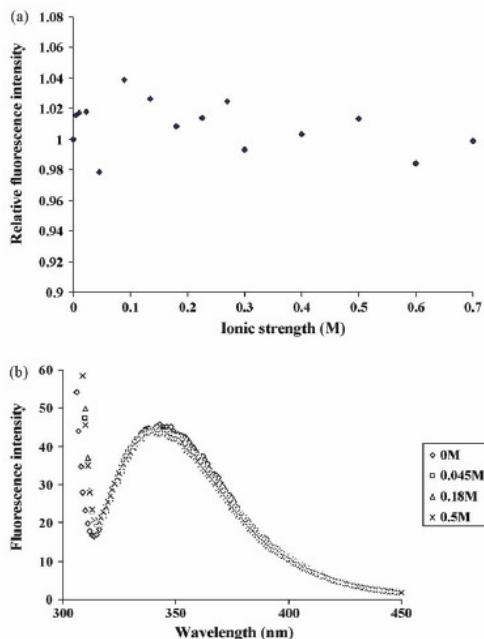 (a)
1.08
1.06
1.04
1.02
1
0.98
0.96
0.94
0.92
0.9
Relative fluorescence intensity
0 0.1 0.2 0.3 0.4 0.5 0.6 0.7
Ionic strength (M)
(b)
60
50
40
30
20
10
0
Fluorescence intensity
300 350 400 450
Wavelength (nm)
0M
0.045M
0.18M
0.5M